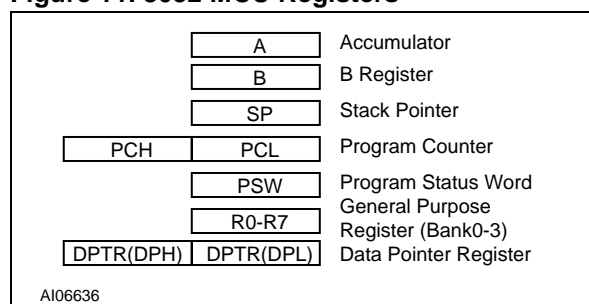 Figure 8032 MCU Registers
A Accumulator
B B Register
SP Stack Pointer
PCH PCL Program Counter
PSW Program Status Word
R0-R7 General Purpose
Register (Bank0-3)
DPTR(DPH) DPTR(DPL) Data Pointer Register
AI06636